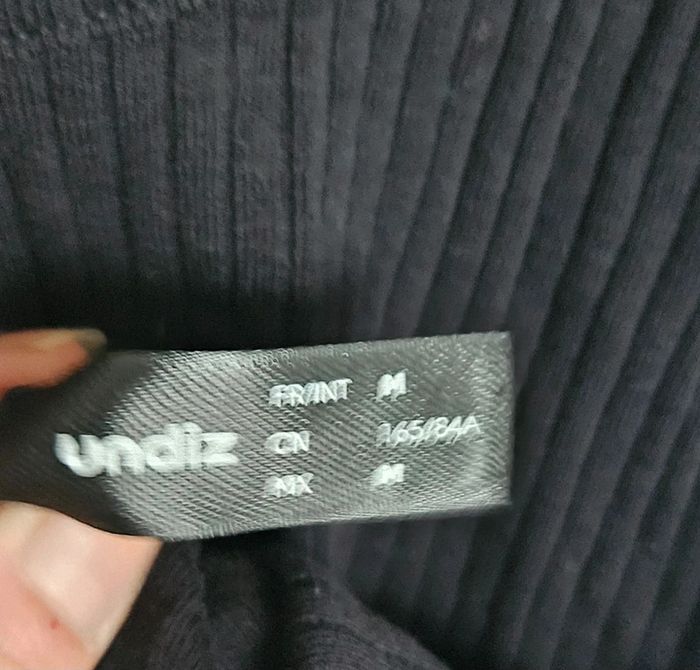 undiz
FR/INT M
CN 165/84A
MX M